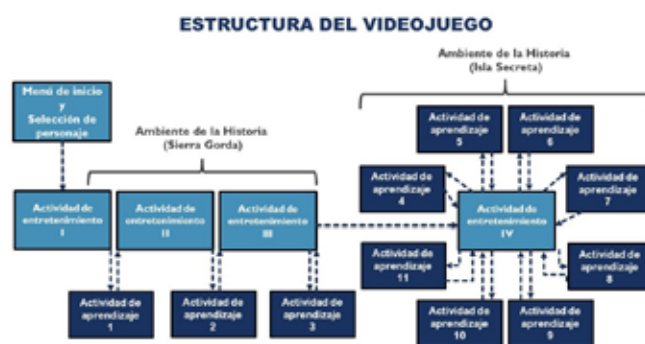 ESTRUCTURA DEL VIDEOJUEGO
Ambiente de la Historia
(Isla Secreta)
Menú de inicio
y
Selección de
personaje
Ambiente de la Historia
(Sierra Gorda)
Actividad de
aprendizaje
5
Actividad de
aprendizaje
6
Actividad de
aprendizaje
4
Actividad de
aprendizaje
7
Actividad de
entretenimiento
I
Actividad de
entretenimiento
II
Actividad de
entretenimiento
III
Actividad de
entretenimiento
IV
Actividad de
aprendizaje
11
Actividad de
aprendizaje
8
Actividad de
aprendizaje
1
Actividad de
aprendizaje
2
Actividad de
aprendizaje
3
Actividad de
aprendizaje
10
Actividad de
aprendizaje
9